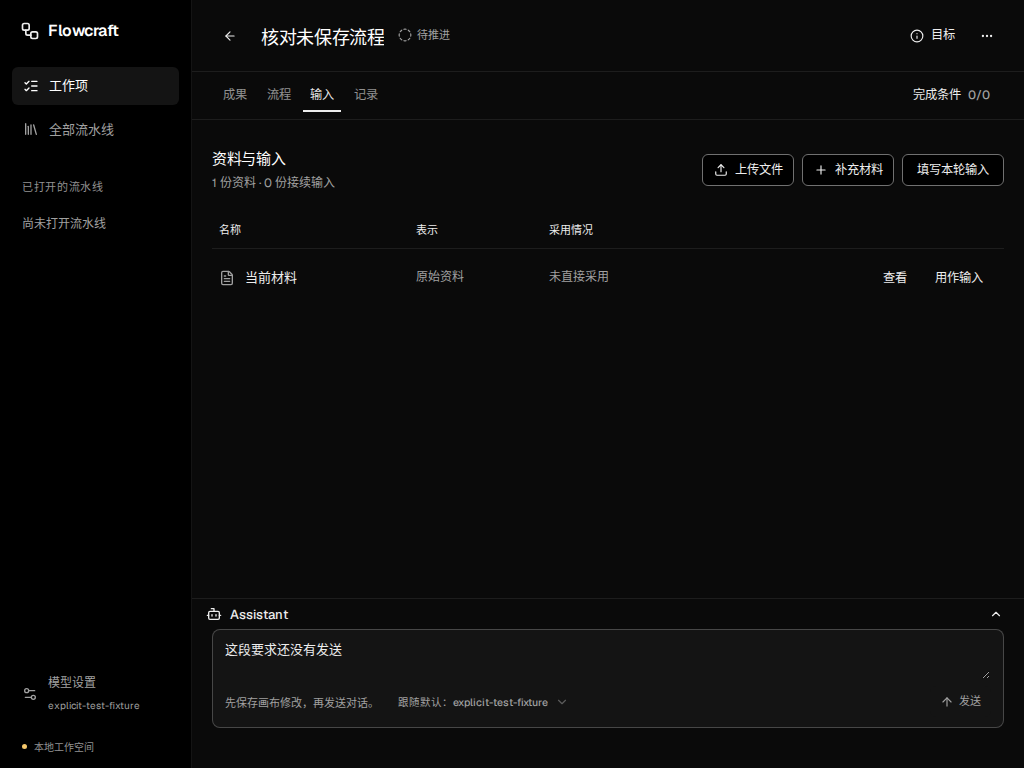 Flowcraft
工作项
全部流水线
已打开的流水线
尚未打开流水线
模型设置
explicit-test-fixture
本地工作空间
核对未保存流程
待推进
目标
成果
流程
输入
记录
完成条件 0/0
资料与输入
1 份资料 · 0 份接续输入
上传文件
补充材料
填写本轮输入
名称
表示
采用情况
当前材料
原始资料
未直接采用
查看
用作输入
Assistant
这段要求还没有发送
先保存画布修改，再发送对话。
跟随默认：explicit-test-fixture
发送